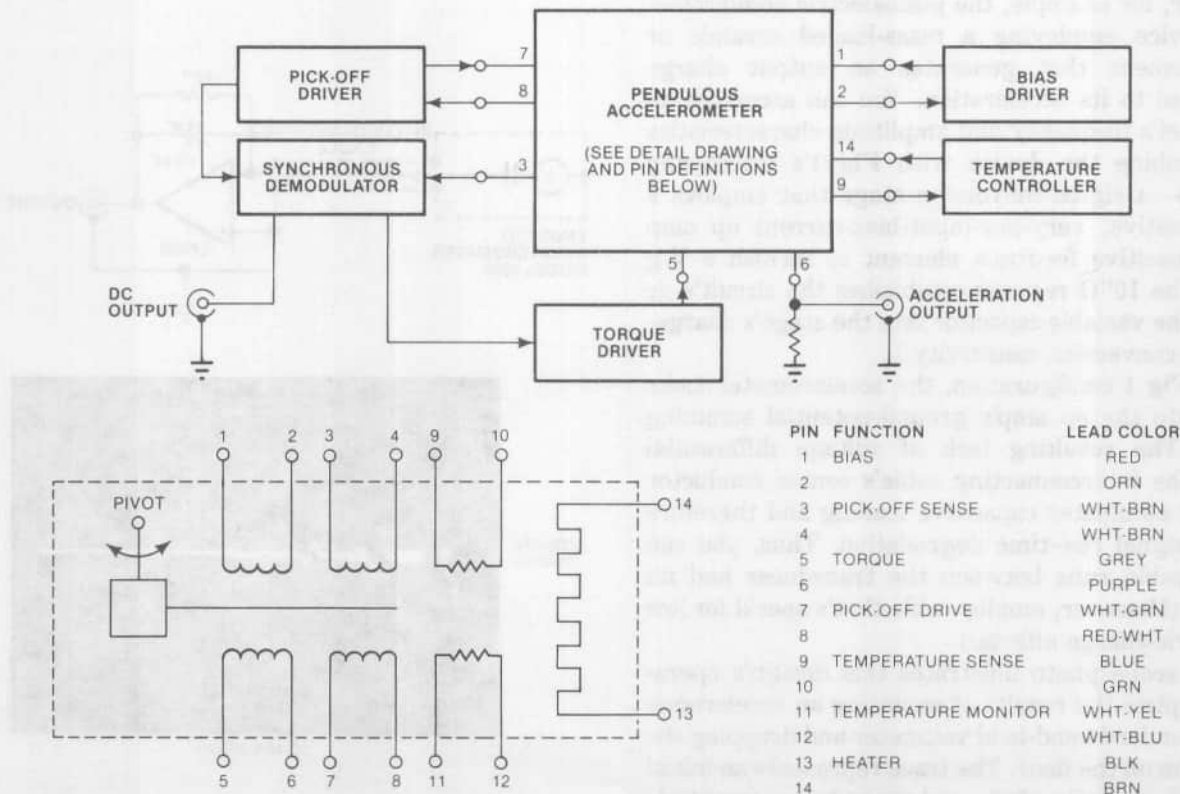 PICK-OFF
DRIVER
7
8
PENDULOUS
ACCELEROMETER
(SEE DETAIL DRAWING
AND PIN DEFINITIONS
BELOW)
1
2
BIAS
DRIVER
SYNCHRONOUS
DEMODULATOR
3
14
9
TEMPERATURE
CONTROLLER
5
6
DC
OUTPUT
TORQUE
DRIVER
ACCELERATION
OUTPUT
1 2 3 4 9 10
PIVOT
14
13
5 6 7 8 11 12
PIN FUNCTION LEAD COLOR
1 BIAS RED
2 ORN
3 PICK-OFF SENSE WHT-BRN
4 WHT-BRN
5 TORQUE GREY
6 PURPLE
7 PICK-OFF DRIVE WHT-GRN
8 RED-WHT
9 TEMPERATURE SENSE BLUE
10 GRN
11 TEMPERATURE MONITOR WHT-YEL
12 WHT-BLU
13 HEATER BLK
14 BRN